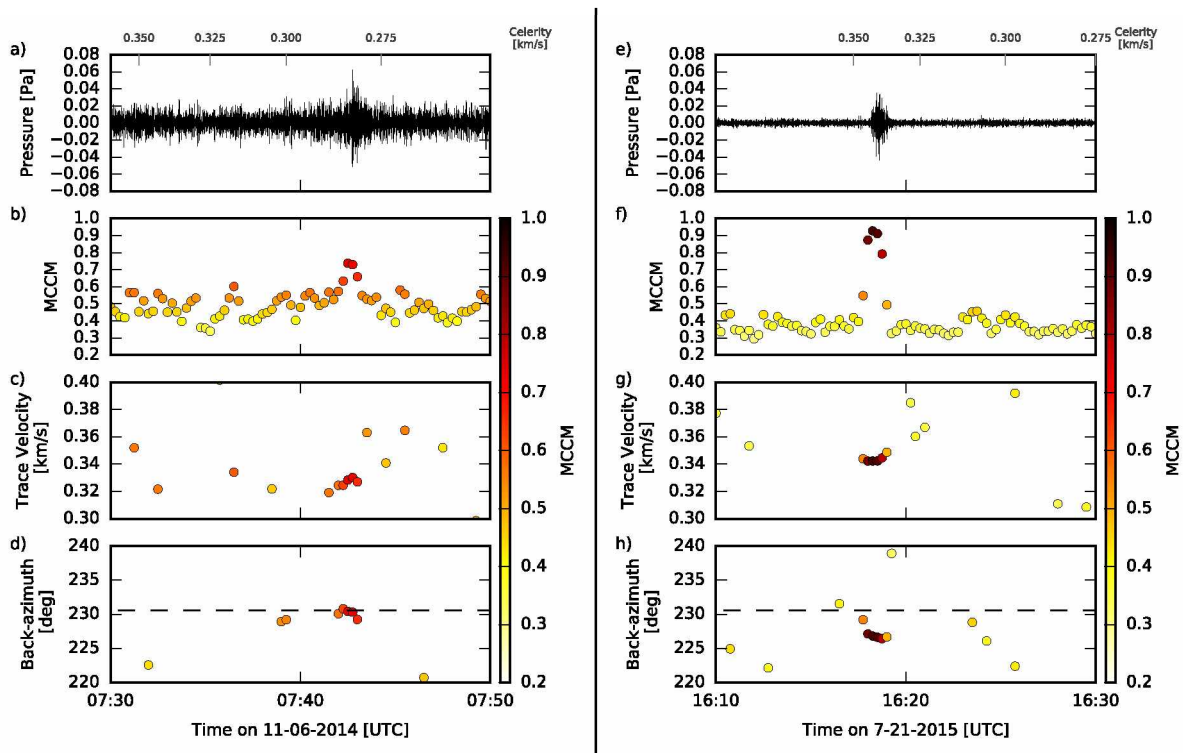 0.350 0.325 0.300 0.275 Celerity
[km/s]
a)
0.08
0.06
0.04
0.02
0.00
−0.02
−0.04
−0.06
−0.08
Pressure [Pa]
b)
1.0
0.9
0.8
0.7
0.6
0.5
0.4
0.3
0.2
MCCM
c)
0.40
0.38
0.36
0.34
0.32
0.30
Trace Velocity
[km/s]
d)
240
235
230
225
220
Back-azimuth
[deg]
07:30 07:40 07:50
Time on 11-06-2014 [UTC]
1.0
0.9
0.8
0.7
0.6
0.5
0.4
0.3
0.2
MCCM
0.350 0.325 0.300 0.275
Celerity
[km/s]
e)
0.08
0.06
0.04
0.02
0.00
−0.02
−0.04
−0.06
−0.08
Pressure [Pa]
f)
1.0
0.9
0.8
0.7
0.6
0.5
0.4
0.3
0.2
MCCM
g)
0.40
0.38
0.36
0.34
0.32
0.30
Trace Velocity
[km/s]
h)
240
235
230
225
220
Back-azimuth
[deg]
16:10 16:20 16:30
Time on 7-21-2015 [UTC]
1.0
0.9
0.8
0.7
0.6
0.5
0.4
0.3
0.2
MCCM